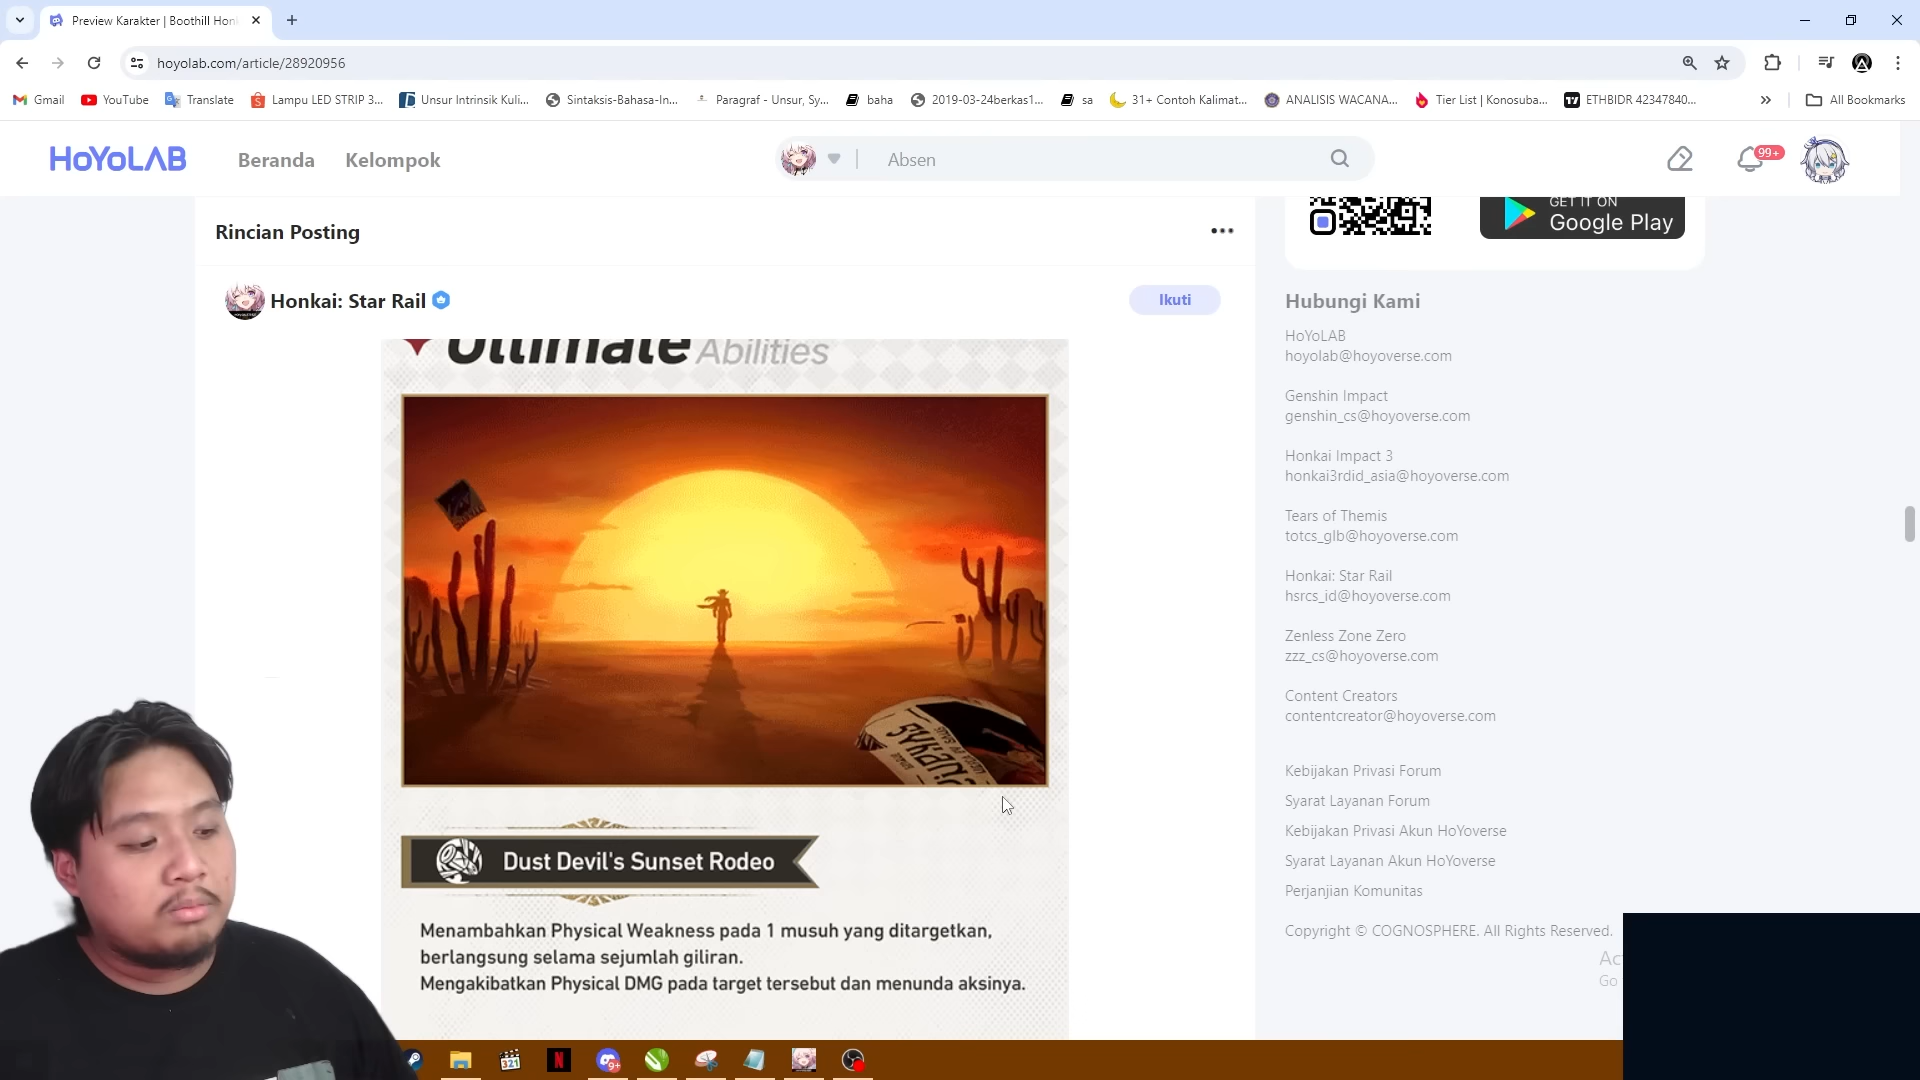 Preview Karakter | Boothill Honk
hoyolab.com/article/28920956
Gmail
YouTube
Translate
Lampu LED STRIP 3...
Unsur Intrinsik Kuli...
Sintaksis-Bahasa-In...
Paragraf - Unsur, Sy...
baha
2019-03-24berkas1...
sa
31+ Contoh Kalimat...
ANALISIS WACANA...
Tier List | Konosuba...
ETHBIDR 42347840...
All Bookmarks
HoYoLAB
Beranda
Kelompok
Absen
99+
Rincian Posting
Honkai: Star Rail
Ikuti
Ultimate Abilities
Dust Devil's Sunset Rodeo
Menambahkan Physical Weakness pada 1 musuh yang ditargetkan,
berlangsung selama sejumlah giliran.
Mengakibatkan Physical DMG pada target tersebut dan menunda aksinya.
GET IT ON
Google Play
Hubungi Kami
HoYoLAB
hoyolab@hoyoverse.com
Genshin Impact
genshin_cs@hoyoverse.com
Honkai Impact 3
honkai3rdid_asia@hoyoverse.com
Tears of Themis
totcs_glb@hoyoverse.com
Honkai: Star Rail
hsrcs_id@hoyoverse.com
Zenless Zone Zero
zzz_cs@hoyoverse.com
Content Creators
contentcreator@hoyoverse.com
Kebijakan Privasi Forum
Syarat Layanan Forum
Kebijakan Privasi Akun HoYoverse
Syarat Layanan Akun HoYoverse
Perjanjian Komunitas
Copyright © COGNOSPHERE. All Rights Reserved.
Ac
Go
321
N
9+